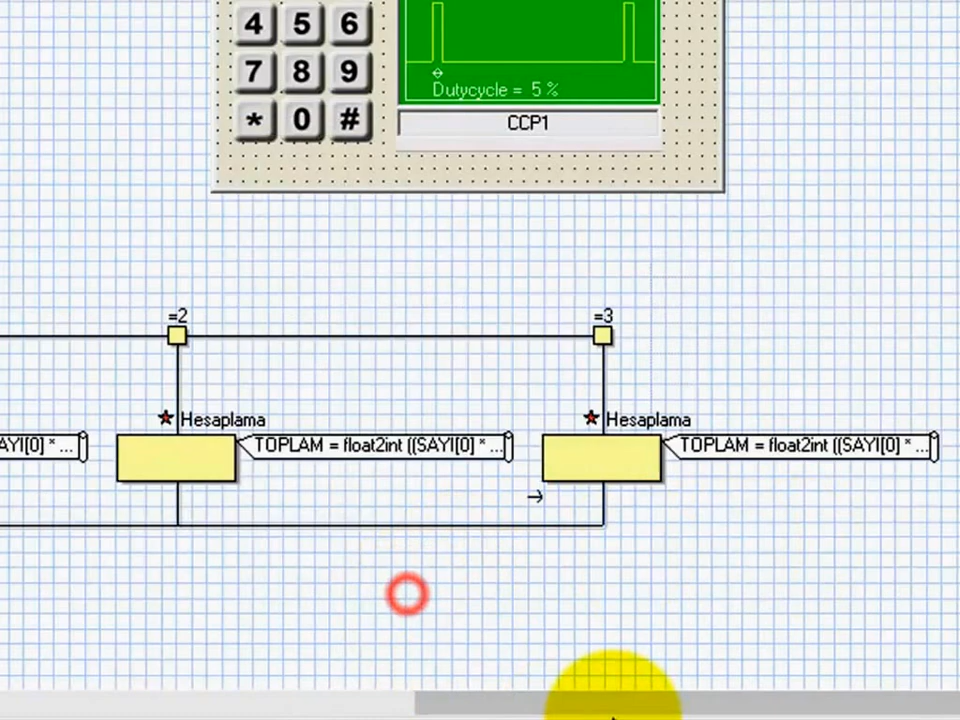 4 5 6
7 8 9
* 0 #
Dutycycle = 5 %
CCP1
=2
=3
Hesaplama
Hesaplama
AYI[0] * ...
TOPLAM = float2int ((SAYI[0] * ...
TOPLAM = float2int ((SAYI[0] * ...